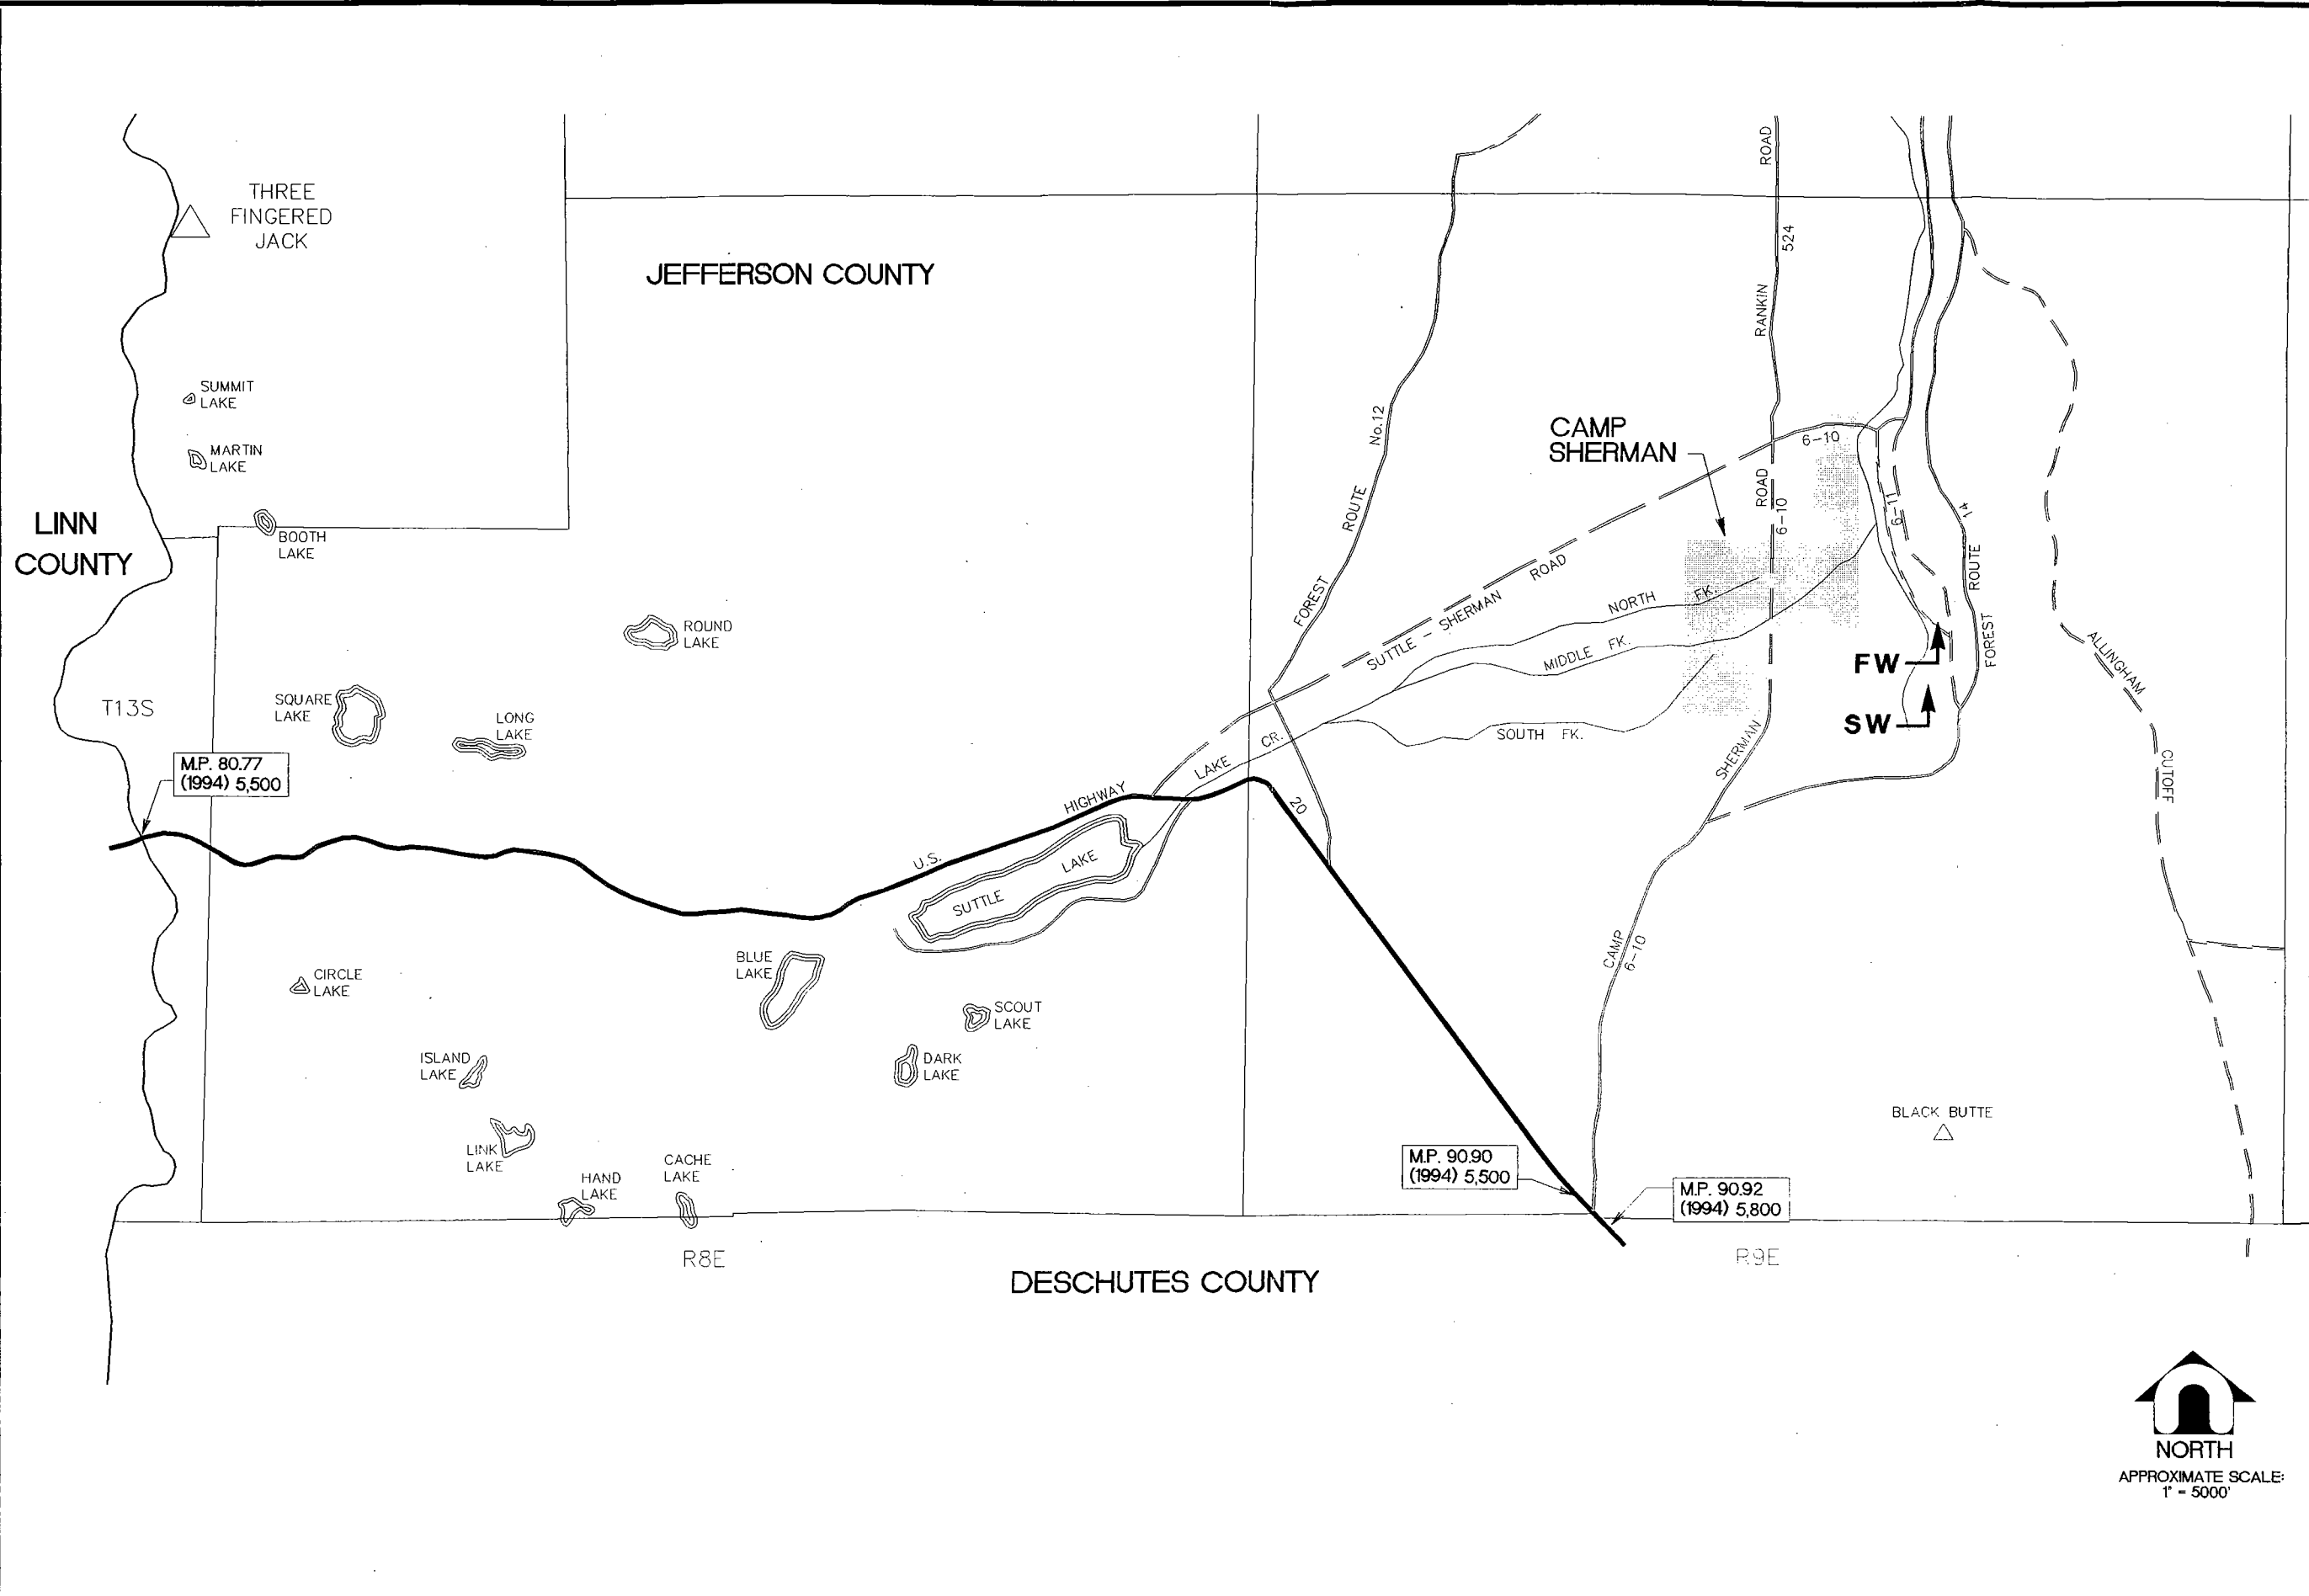 THREE
FINGERED
JACK
JEFFERSON COUNTY
ROAD
524
RANKIN
SUMMIT
LAKE
MARTIN
LAKE
No.12
ROUTE
FOREST
CAMP
SHERMAN
6-10
ROAD
6-10
6-11
14
ROUTE
FOREST
LINN
COUNTY
BOOTH
LAKE
ROUND
LAKE
SUTTLE - SHERMAN ROAD
NORTH FK.
MIDDLE FK.
SOUTH FK.
FW
SW
ALLINGHAM
CUTOFF
T13S
SQUARE
LAKE
LONG
LAKE
M.P. 80.77
(1994) 5,500
LAKE CR.
SHERMAN
U.S. HIGHWAY 20
SUTTLE LAKE
CAMP
6-10
BLUE
LAKE
CIRCLE
LAKE
SCOUT
LAKE
ISLAND
LAKE
DARK
LAKE
BLACK BUTTE
LINK
LAKE
HAND
LAKE
CACHE
LAKE
M.P. 90.90
(1994) 5,500
M.P. 90.92
(1994) 5,800
R8E
R9E
DESCHUTES COUNTY
NORTH
APPROXIMATE SCALE:
1" = 5000'